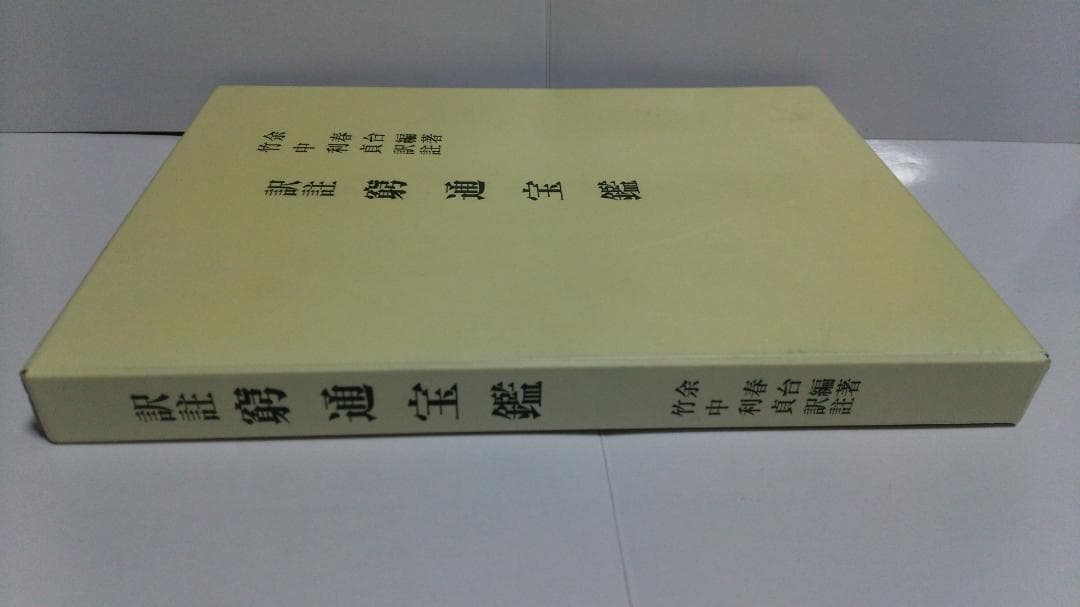 余春台編著
竹中利貞訳註
訳註 窮通宝鑑
訳註 窮通宝鑑
余春台編著
竹中利貞訳註